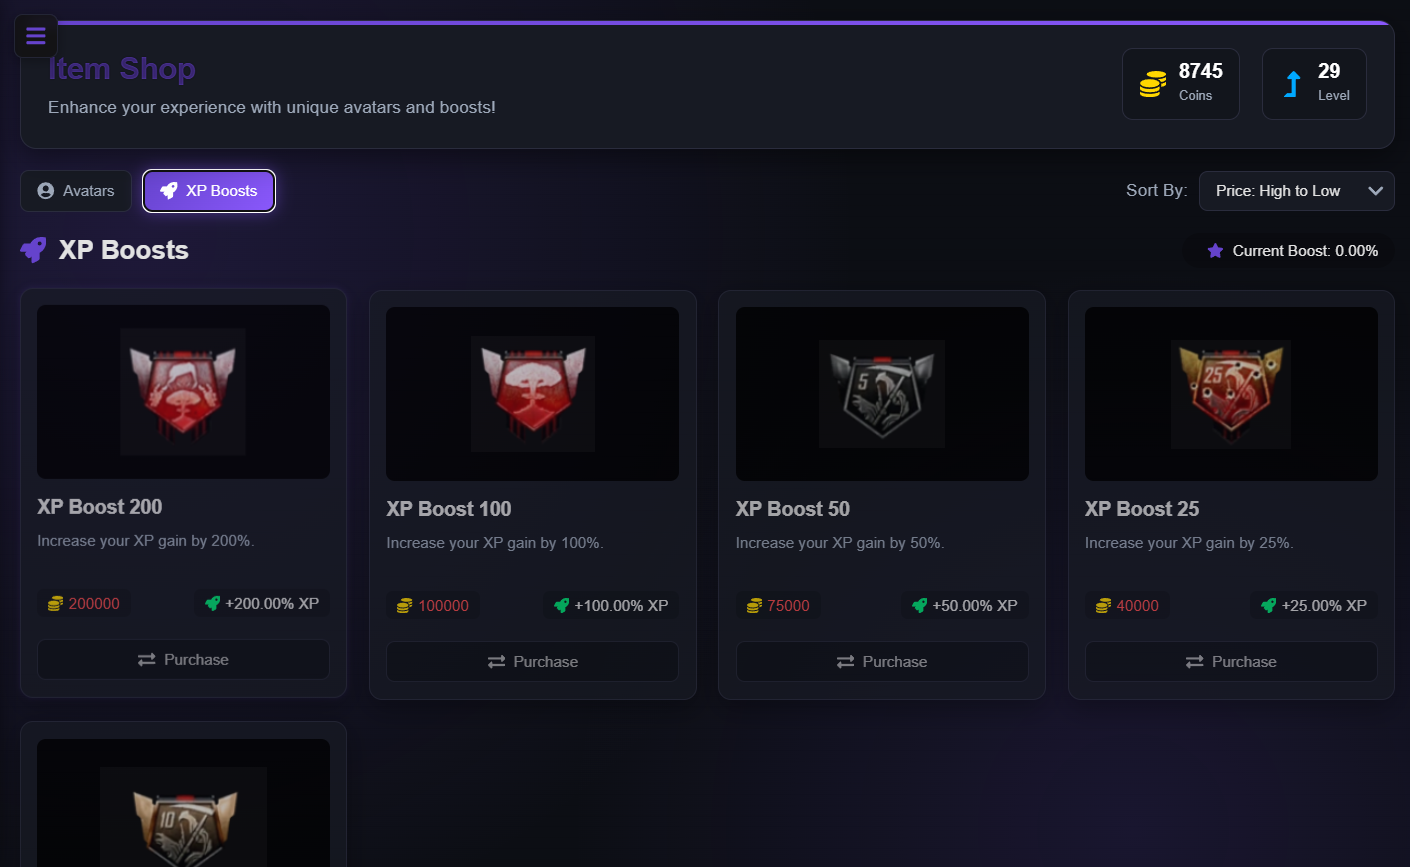 Item Shop
Enhance your experience with unique avatars and boosts!
8745
Coins
29
Level
Avatars
XP Boosts
Sort By:
Price: High to Low
XP Boosts
Current Boost: 0.00%
XP Boost 200
Increase your XP gain by 200%.
200000
+200.00% XP
Purchase
XP Boost 100
Increase your XP gain by 100%.
100000
+100.00% XP
Purchase
5
XP Boost 50
Increase your XP gain by 50%.
75000
+50.00% XP
Purchase
25
XP Boost 25
Increase your XP gain by 25%.
40000
+25.00% XP
Purchase
10